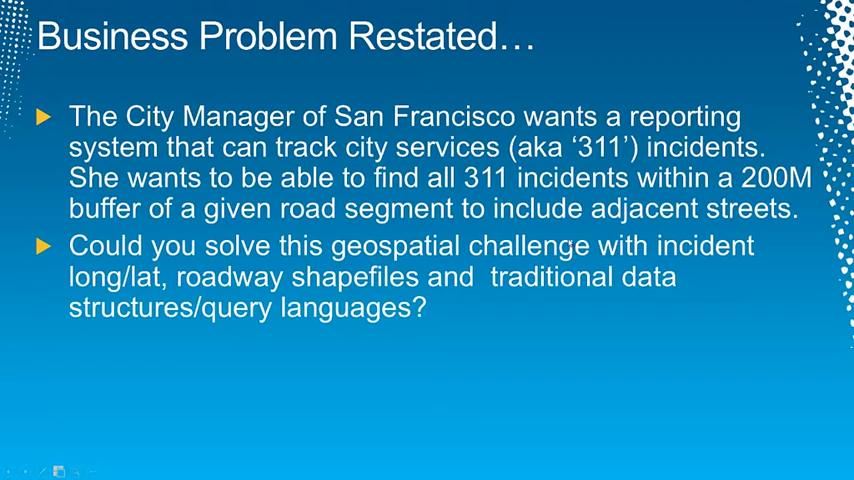 Business Problem Restated…
The City Manager of San Francisco wants a reporting
system that can track city services (aka ‘311’) incidents.
She wants to be able to find all 311 incidents within a 200M
buffer of a given road segment to include adjacent streets.
Could you solve this geospatial challenge with incident
long/lat, roadway shapefiles and  traditional data
structures/query languages?